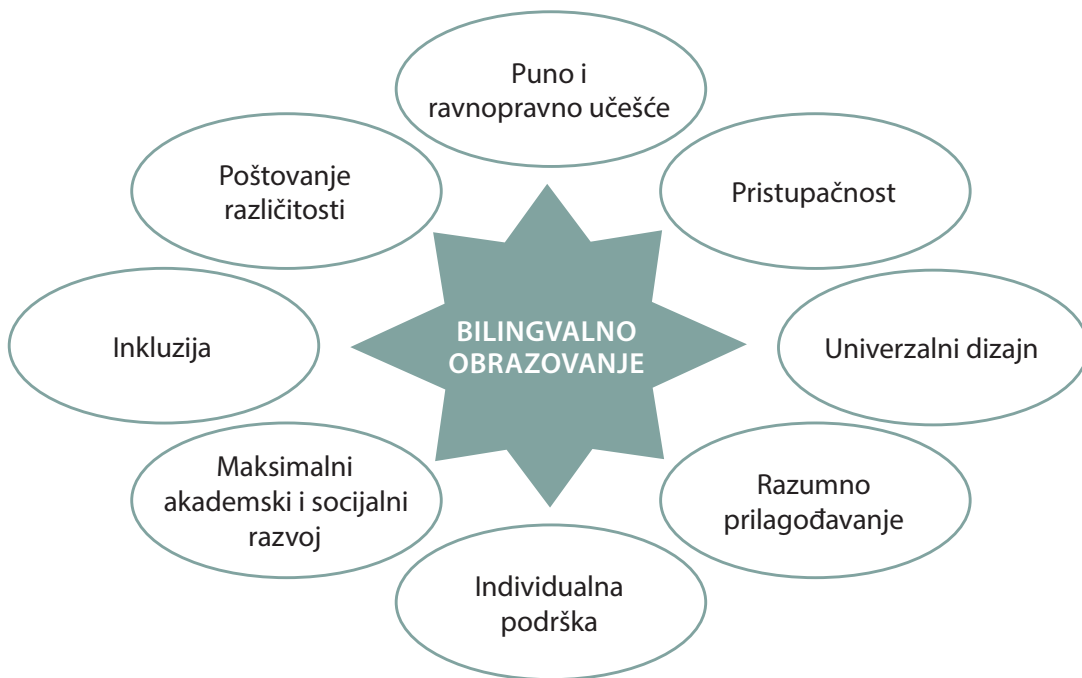 Puno i
ravnopravno učešće
Poštovanje
različitosti
Pristupačnost
Inkluzija
BILINGVALNO
OBRAZOVANJE
Univerzalni dizajn
Maksimalni
akademski i socijalni
razvoj
Razumno
prilagođavanje
Individualna
podrška